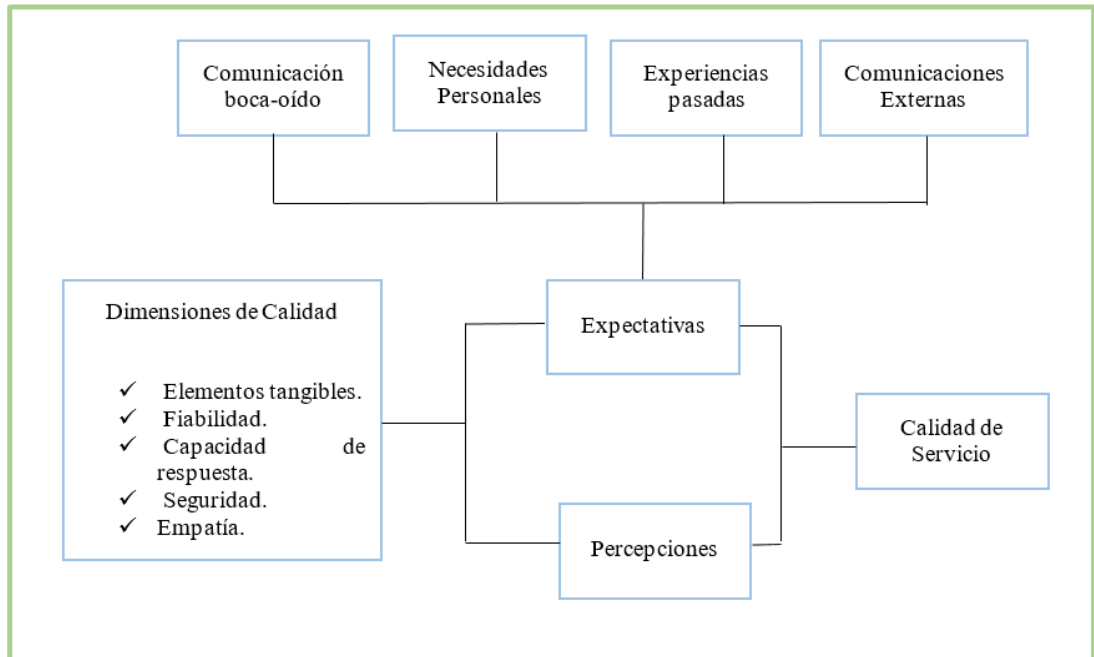 Comunicación
boca-oído
Necesidades
Personales
Experiencias
pasadas
Comunicaciones
Externas
Dimensiones de Calidad
✓ Elementos tangibles.
✓ Fiabilidad.
✓ Capacidad de
respuesta.
✓ Seguridad.
✓ Empatía.
Expectativas
Percepciones
Calidad de
Servicio